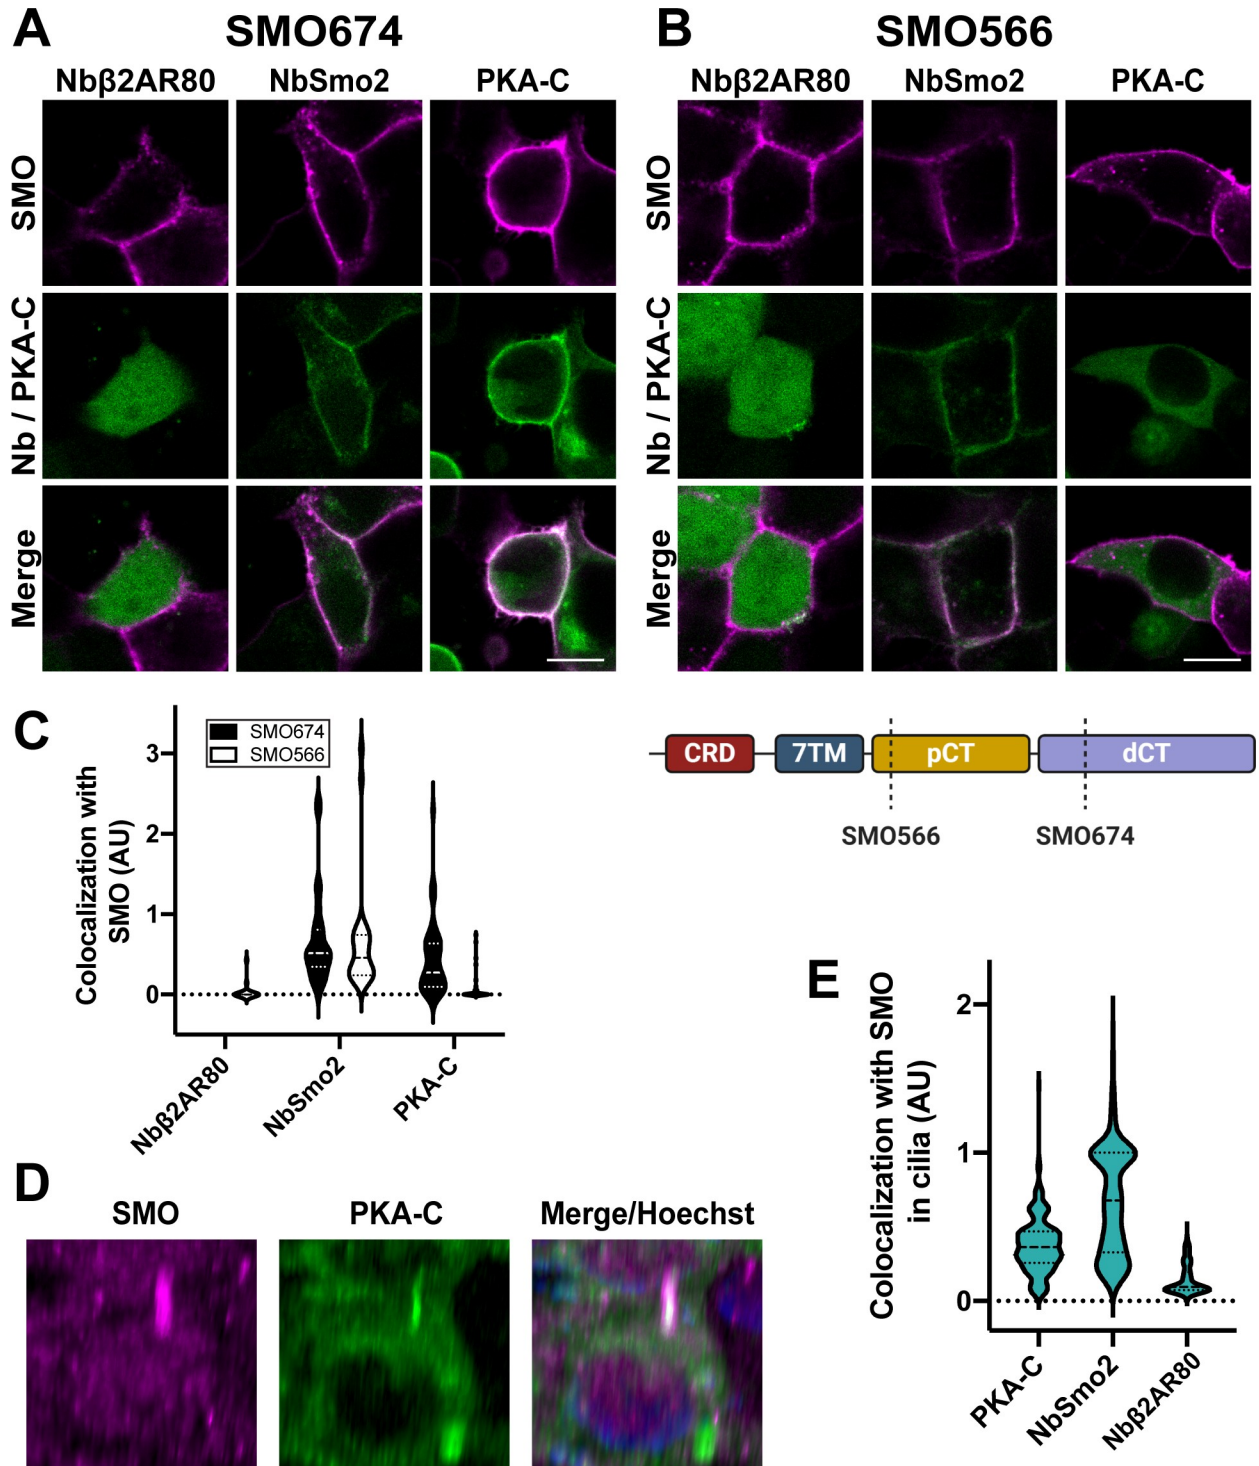 A
SMO674
Nbβ2AR80
NbSmo2
PKA-C
SMO
Nb / PKA-C
Merge
B
SMO566
Nbβ2AR80
NbSmo2
PKA-C
SMO
Nb / PKA-C
Merge
C
SMO674
SMO566
Colocalization with
SMO (AU)
3
2
1
0
Nbβ2AR80
NbSmo2
PKA-C
CRD
7TM
pCT
dCT
SMO566
SMO674
D
SMO
PKA-C
Merge/Hoechst
E
Colocalization with SMO
in cilia (AU)
2
1
0
PKA-C
NbSmo2
Nbβ2AR80